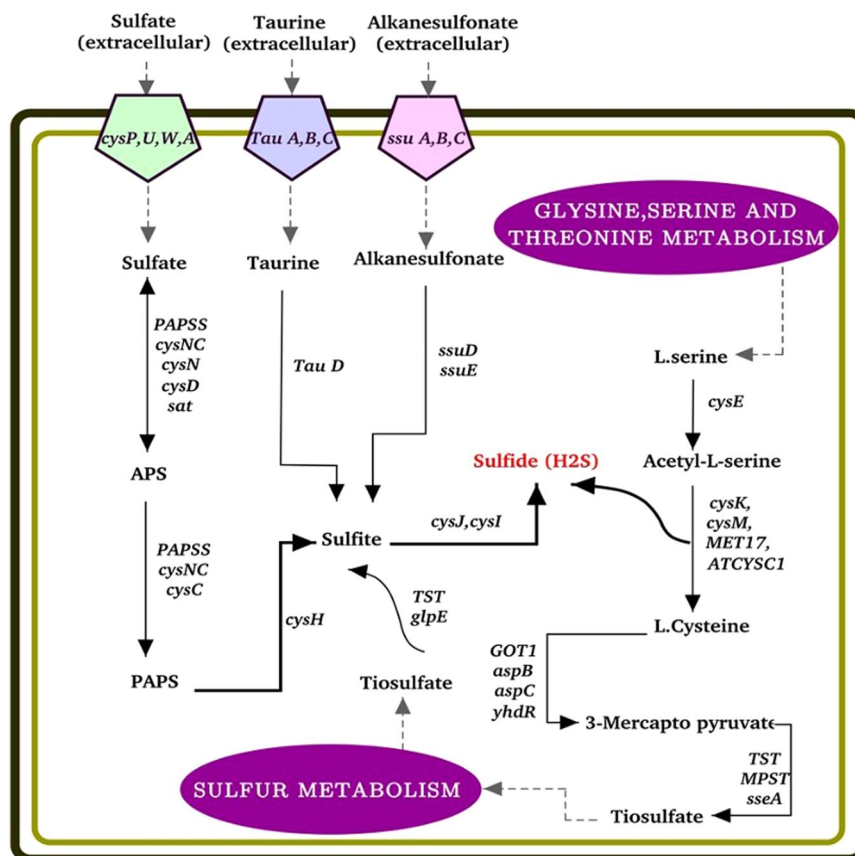 Sulfate
(extracellular)
Taurine
(extracellular)
Alkanesulfonate
(extracellular)
cysP,U,W,A
Tau A,B,C
ssu A,B,C
GLYSINE,SERINE AND
THREONINE METABOLISM
Sulfate
Taurine
Alkanesulfonate
PAPSS
cysNC
cysN
cysD
sat
Tau D
ssuD
ssuE
L.serine
cysE
APS
Sulfide (H2S)
Acetyl-L-serine
cysK,
cysM,
MET17,
ATCYSC1
PAPSS
cysNC
cysC
Sulfite
cysJ,cysI
cysH
TST
glpE
L.Cysteine
PAPS
Tiosulfate
GOT1
aspB
aspC
yhdR
3-Mercapto pyruvate
TST
MPST
sseA
SULFUR METABOLISM
Tiosulfate